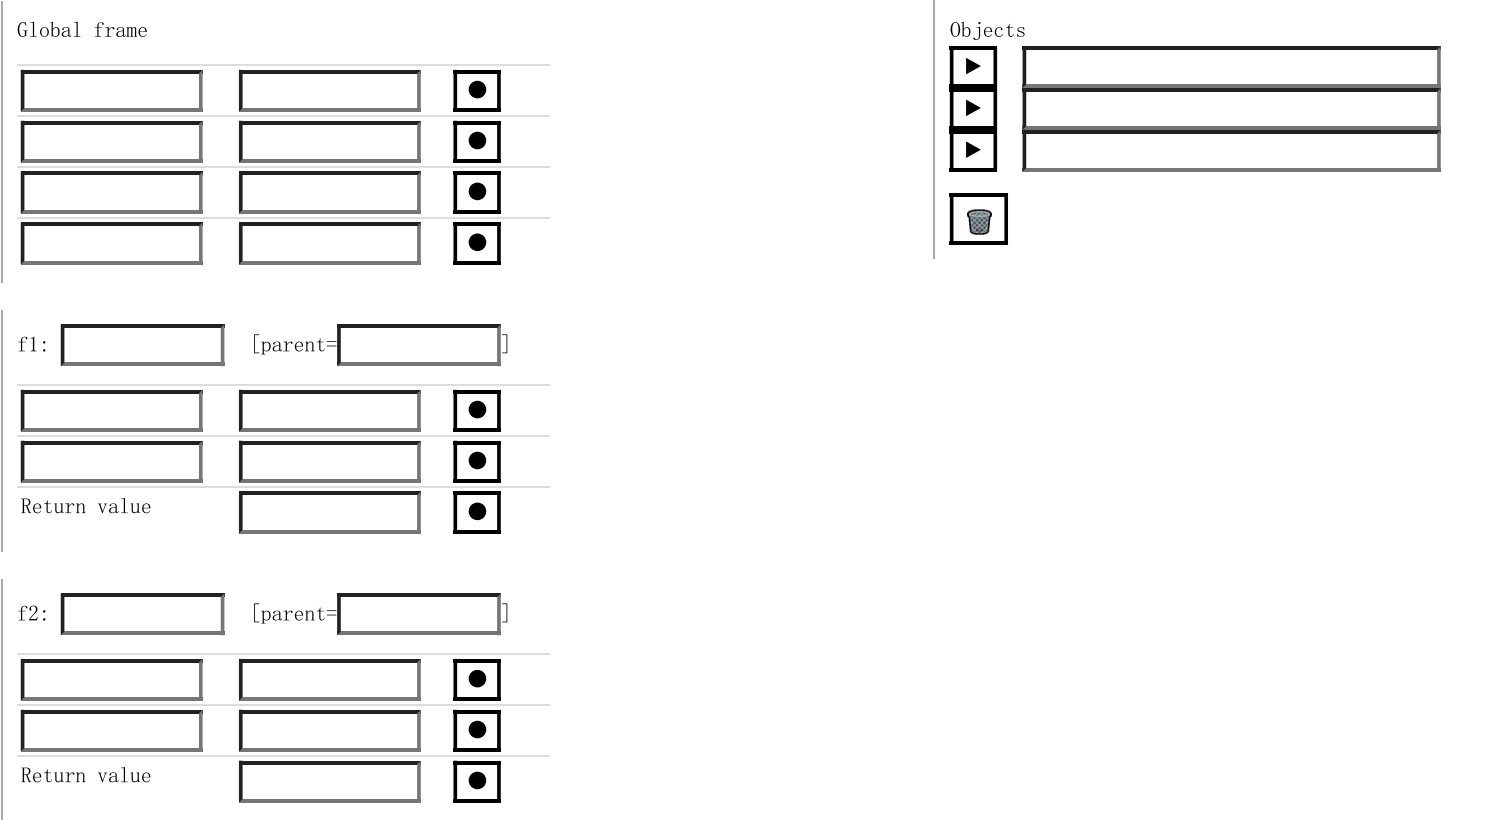 Global frame
f1: [parent= ]
Return value
f2: [parent= ]
Return value
Objects